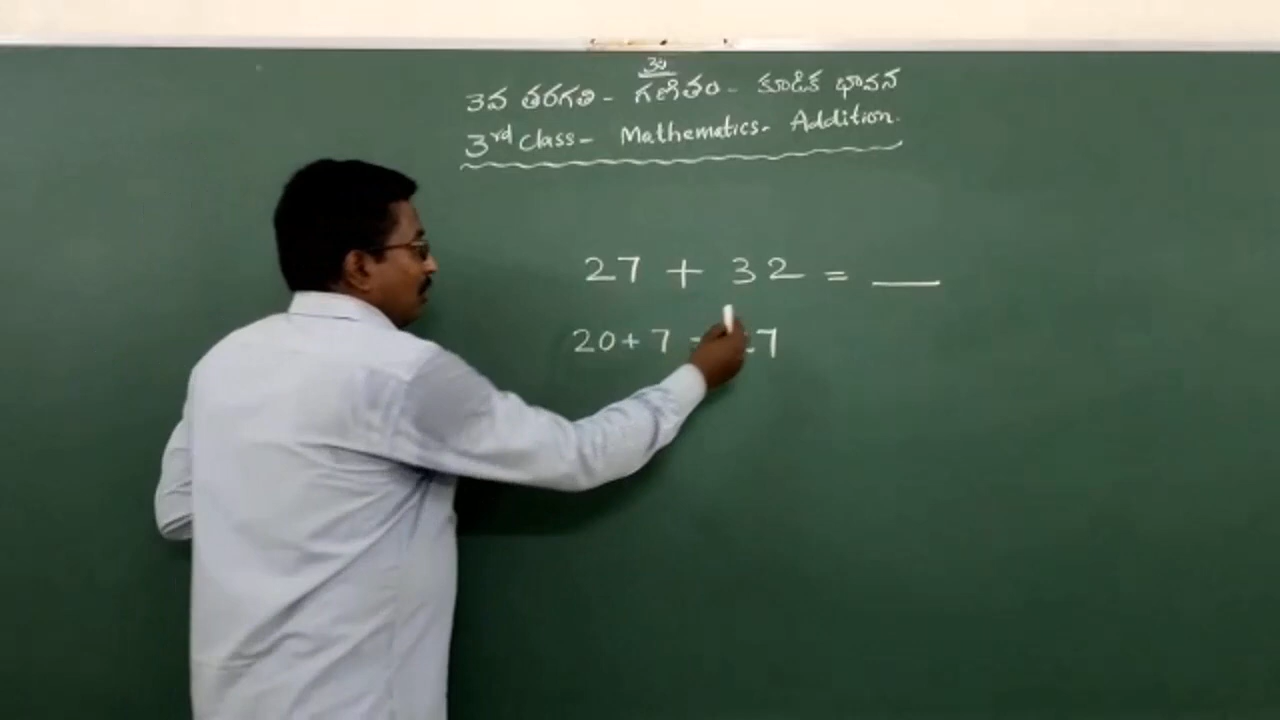 3వ తరగతి - గణితం - కూడిక భావన
3rd class - Mathematics - Addition.
27 + 32 = __
20 + 7 = 27